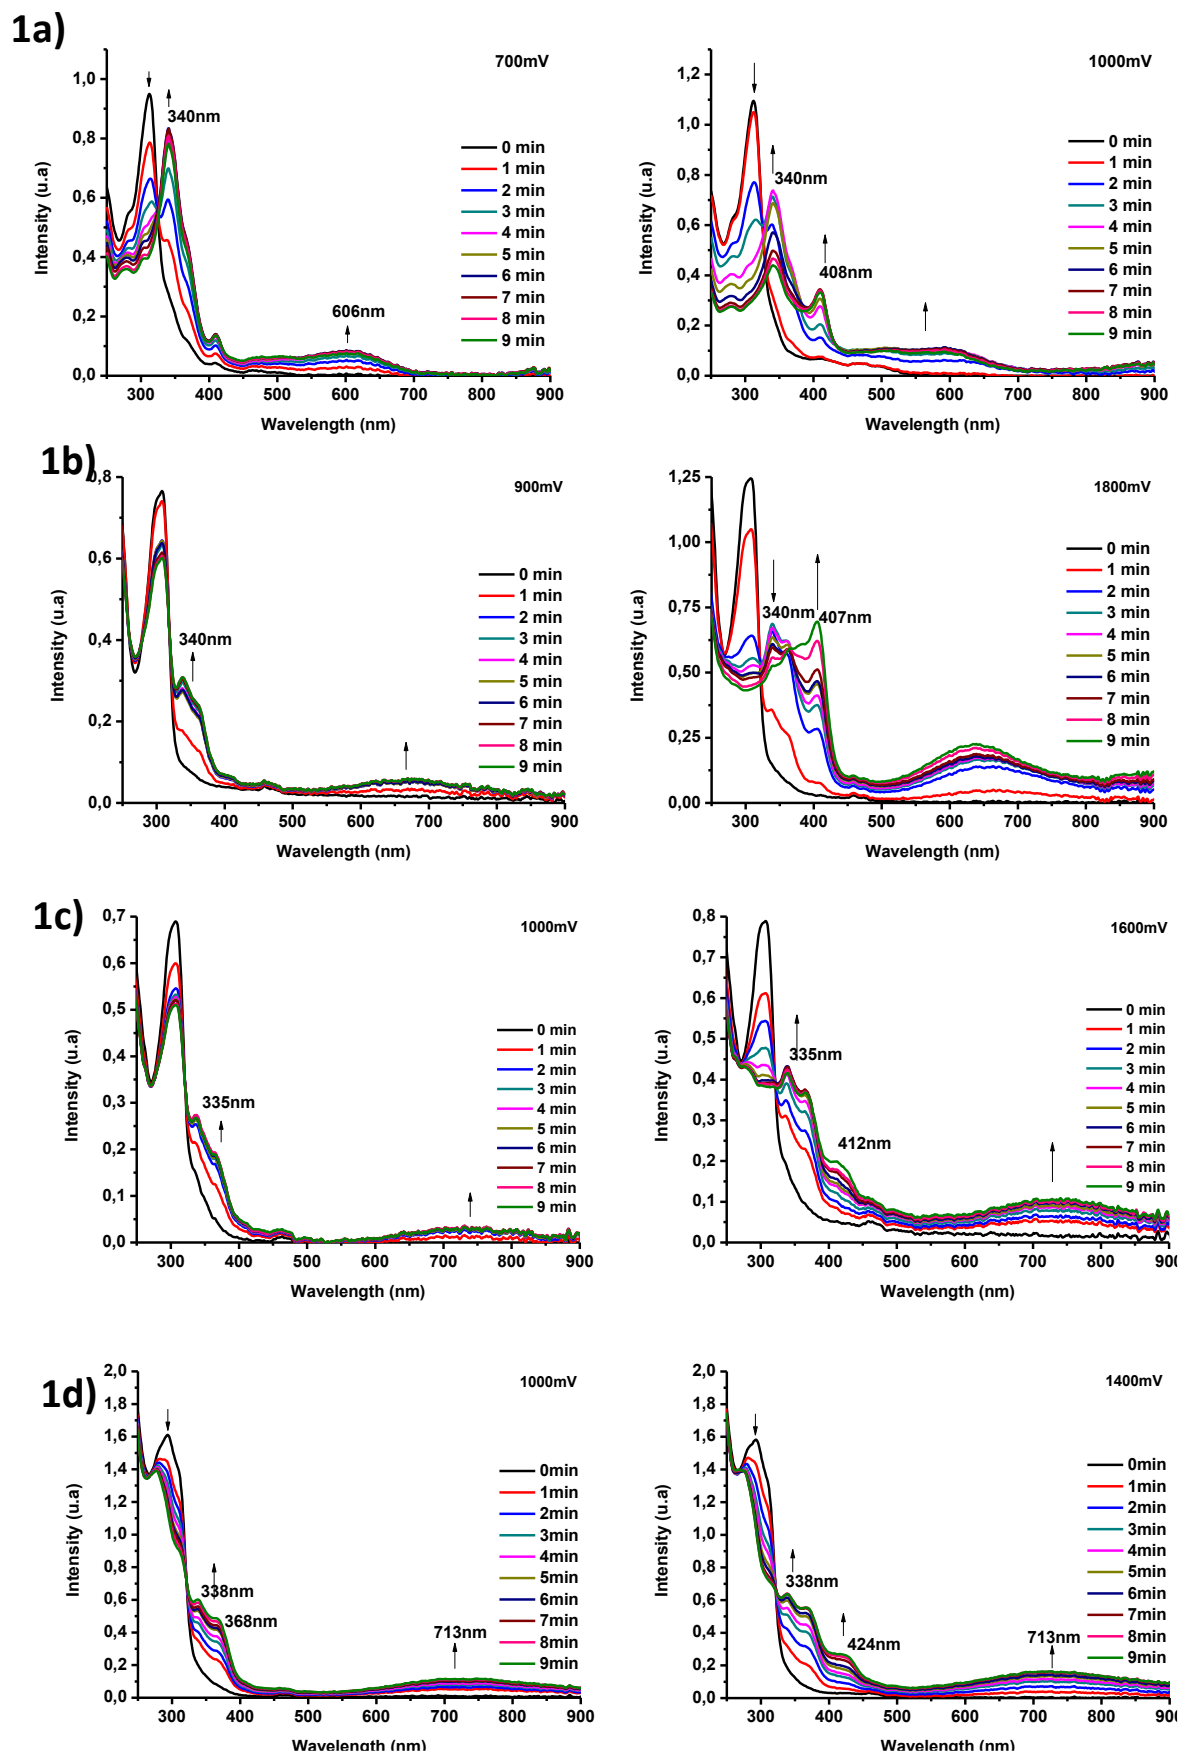 1a)
700mV
1,0
0,8
0,6
0,4
0,2
0,0
300 400 500 600 700 800 900
Intensity (u.a)
Wavelength (nm)
340nm
606nm
0 min
1 min
2 min
3 min
4 min
5 min
6 min
7 min
8 min
9 min
1000mV
1,2
1,0
0,8
0,6
0,4
0,2
0,0
300 400 500 600 700 800 900
Intensity (u.a)
Wavelength (nm)
340nm
408nm
0 min
1 min
2 min
3 min
4 min
5 min
6 min
7 min
8 min
9 min
1b)
900mV
0,8
0,6
0,4
0,2
0,0
300 400 500 600 700 800 900
Intensity (u.a)
Wavelength (nm)
340nm
0 min
1 min
2 min
3 min
4 min
5 min
6 min
7 min
8 min
9 min
1800mV
1,25
1,00
0,75
0,50
0,25
0,00
300 400 500 600 700 800 900
Intensity (u.a)
Wavelength (nm)
340nm
407nm
0 min
1 min
2 min
3 min
4 min
5 min
6 min
7 min
8 min
9 min
1c)
1000mV
0,7
0,6
0,5
0,4
0,3
0,2
0,1
0,0
300 400 500 600 700 800 900
Intensity (u.a)
Wavelength (nm)
335nm
0 min
1 min
2 min
3 min
4 min
5 min
6 min
7 min
8 min
9 min
1600mV
0,8
0,7
0,6
0,5
0,4
0,3
0,2
0,1
0,0
300 400 500 600 700 800 900
Intensity (u.a)
Wavelength (nm)
335nm
412nm
0 min
1 min
2 min
3 min
4 min
5 min
6 min
7 min
8 min
9 min
1d)
1000mV
2,0
1,8
1,6
1,4
1,2
1,0
0,8
0,6
0,4
0,2
0,0
300 400 500 600 700 800 900
Intensity (u.a)
Wavelength (nm)
338nm
368nm
713nm
0min
1min
2min
3min
4min
5min
6min
7min
8min
9min
1400mV
2,0
1,8
1,6
1,4
1,2
1,0
0,8
0,6
0,4
0,2
0,0
300 400 500 600 700 800 900
Intensity (u.a)
Wavelength (nm)
338nm
424nm
713nm
0min
1min
2min
3min
4min
5min
6min
7min
8min
9min